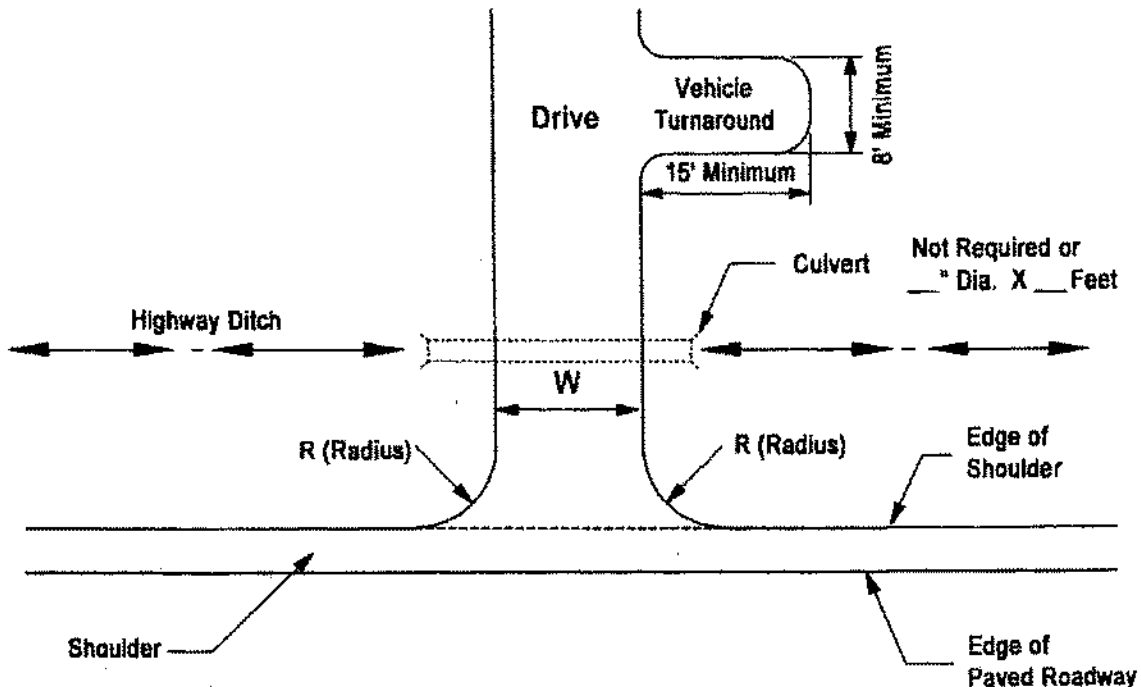 Drive
Vehicle
Turnaround
8' Minimum
15' Minimum
Culvert
Not Required or
__" Dia. X __ Feet
Highway Ditch
W
R (Radius)
R (Radius)
Edge of
Shoulder
Shoulder
Edge of
Paved Roadway